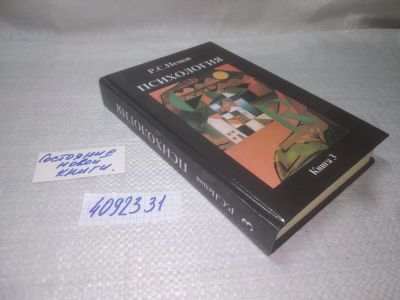 Р.С.Немов
ПСИХОЛОГИЯ
Книга 3
ПСИХОЛОГИЯ
Р.С.Немов
3
Состояние
новой
книги.
4092331